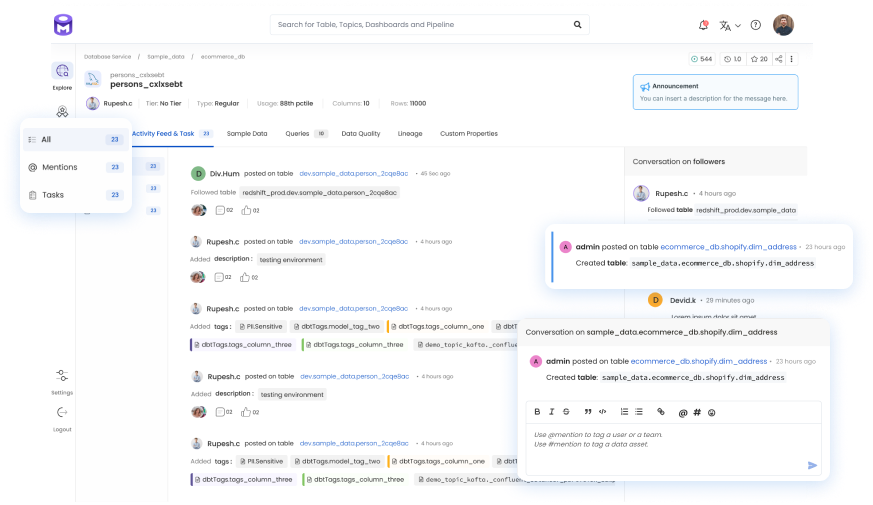 Search for Table, Topics, Dashboards and Pipeline
Database Service / Sample_data / ecommerce_db
544 1.0 20
Explore
persons_cxlxsebt
persons_cxlxsebt
Rupesh.c Tier: No Tier Type: Regular Usage: 88th pctile Columns: 10 Rows: 11000
Announcement
You can insert a description for the message here.
All 23
Mentions 23
Tasks 23
Activity Feed & Task 23 Sample Data Queries 10 Data Quality Lineage Custom Properties
23
23
23
Div.Hum posted on table dev.sample_data.person_2cqe8ac • 45 Sec ago
Followed table redshift_prod.dev.sample_data.person_2cqe8ac
02 02
Rupesh.c posted on table dev.sample_data.person_2cqe8ac • 4 hours ago
Added description : testing environment
02 02
Rupesh.c posted on table dev.sample_data.person_2cqe8ac • 4 hours ago
Added tags : PII.Sensitive dbtTags.model_tag_two dbtTags.tags_column_one dbtT
dbtTags.tags_column_three dbtTags.tags_column_three demo_topic_kafta._conflue
Rupesh.c posted on table dev.sample_data.person_2cqe8ac • 4 hours ago
Added description : testing environment
02 02
Rupesh.c posted on table dev.sample_data.person_2cqe8ac • 4 hours ago
Added tags : PII.Sensitive dbtTags.model_tag_two dbtTags.tags_column_one dbtT
dbtTags.tags_column_three dbtTags.tags_column_three
Settings
Logout
Conversation on followers
Rupesh.c • 4 hours ago
Followed table redshift_prod.dev.sample_data
A admin posted on table ecommerce_db.shopify.dim_address • 23 hours ago
Created table: sample_data.ecommerce_db.shopify.dim_address
D Devid.k • 29 minutes ago
Lorem ipsum dolor sit amet
Conversation on sample_data.ecommerce_db.shopify.dim_address
A admin posted on table ecommerce_db.shopify.dim_address • 23 hours ago
Created table: sample_data.ecommerce_db.shopify.dim_address
B I S @ #
Use @mention to tag a user or a team.
Use #mention to tag a data asset.